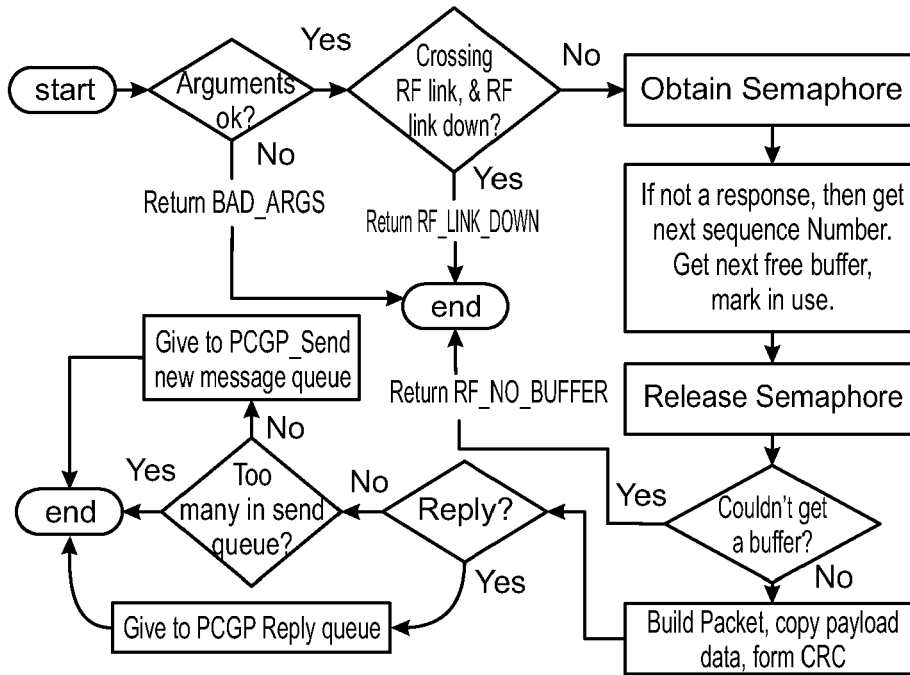 start
Arguments
ok?
Yes
No
Return BAD_ARGS
Crossing
RF link, & RF
link down?
No
Yes
Return RF_LINK_DOWN
end
Obtain Semaphore
If not a response, then get
next sequence Number.
Get next free buffer,
mark in use.
Release Semaphore
Couldn't get
a buffer?
Yes
Return RF_NO_BUFFER
No
Build Packet, copy payload
data, form CRC
Reply?
No
Yes
Too
many in send
queue?
No
Yes
Give to PCGP_Send
new message queue
Give to PCGP Reply queue
end